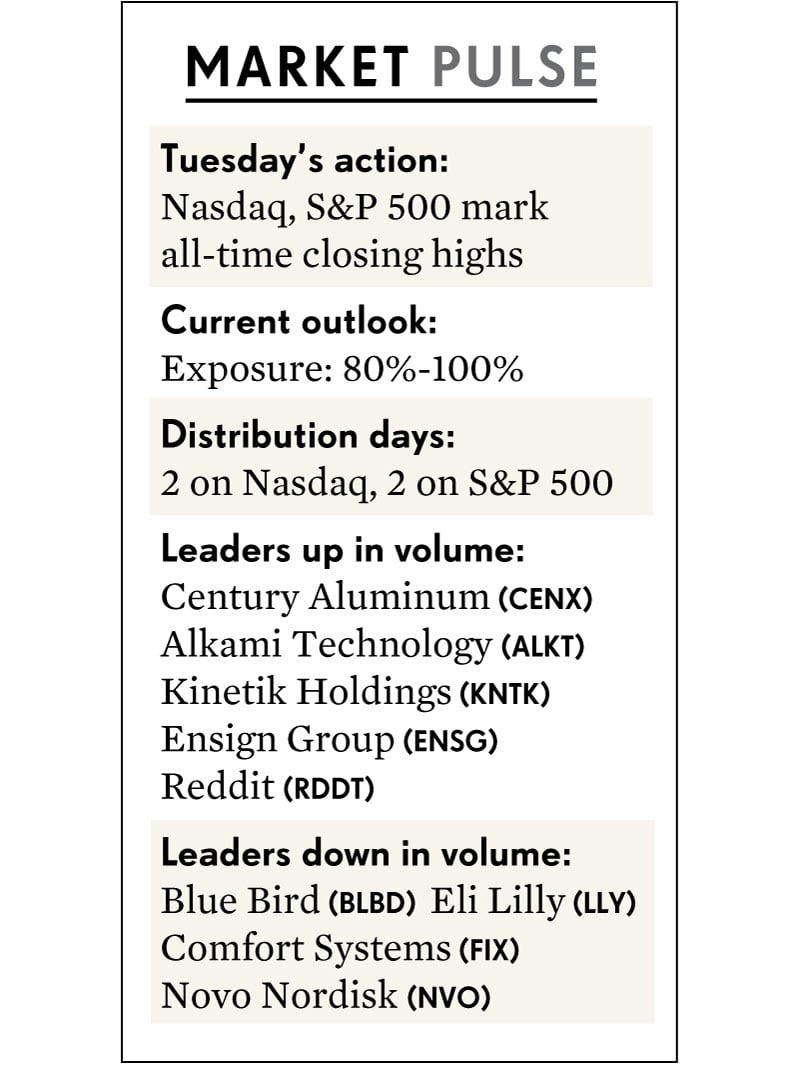 MARKET PULSE
Tuesday's action:
Nasdaq, S&P 500 mark
all-time closing highs
Current outlook:
Exposure: 80%-100%
Distribution days:
2 on Nasdaq, 2 on S&P 500
Leaders up in volume:
Century Aluminum (CENX)
Alkami Technology (ALKT)
Kinetik Holdings (KNTK)
Ensign Group (ENSG)
Reddit (RDDT)
Leaders down in volume:
Blue Bird (BLBD) Eli Lilly (LLY)
Comfort Systems (FIX)
Novo Nordisk (NVO)